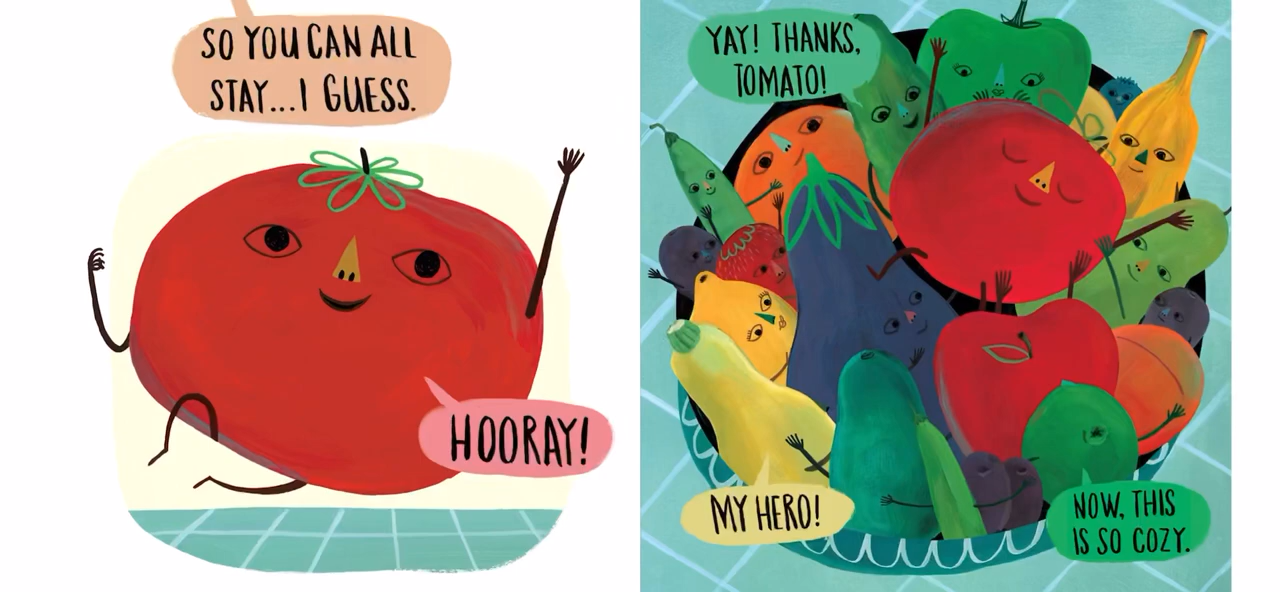 SO YOU CAN ALL
STAY...I GUESS.
HOORAY!
YAY! THANKS,
TOMATO!
MY HERO!
NOW, THIS
IS SO COZY.